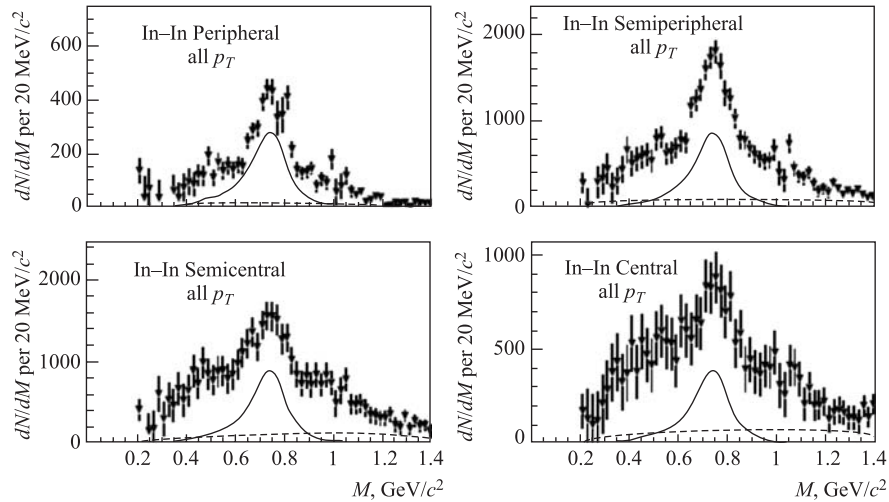 In–In Peripheral
all pT
dN/dM per 20 MeV/c2
600
400
200
0
In–In Semiperipheral
all pT
dN/dM per 20 MeV/c2
2000
1000
0
In–In Semicentral
all pT
dN/dM per 20 MeV/c2
2000
1000
0
0.2 0.4 0.6 0.8 1 1.2 1.4
M, GeV/c2
In–In Central
all pT
dN/dM per 20 MeV/c2
1000
500
0
0.2 0.4 0.6 0.8 1 1.2 1.4
M, GeV/c2